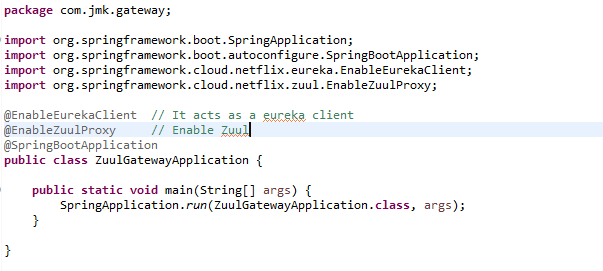 package com.jmk.gateway;
import org.springframework.boot.SpringApplication;
import org.springframework.boot.autoconfigure.SpringBootApplication;
import org.springframework.cloud.netflix.eureka.EnableEurekaClient;
import org.springframework.cloud.netflix.zuul.EnableZuulProxy;
@EnableEurekaClient  // It acts as a eureka client
@EnableZuulProxy     // Enable Zuul
@SpringBootApplication
public class ZuulGatewayApplication {
    public static void main(String[] args) {
        SpringApplication.run(ZuulGatewayApplication.class, args);
    }
}